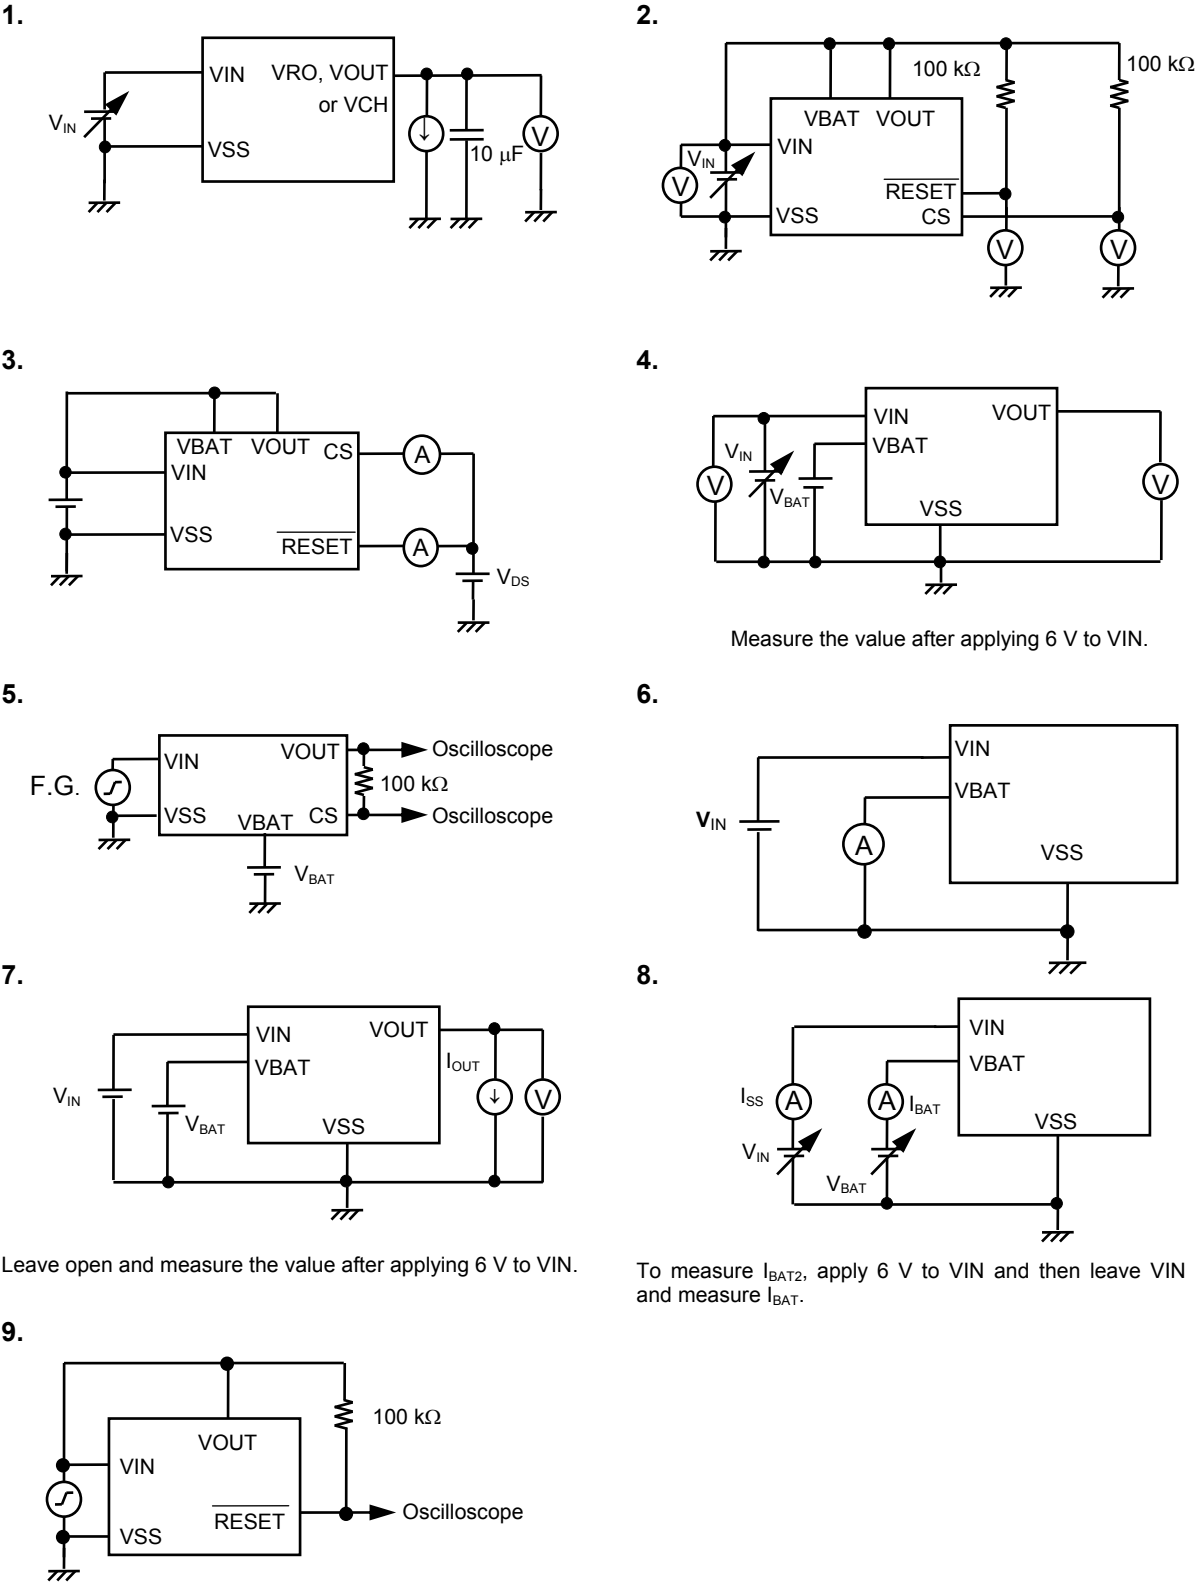 1.
VIN
VRO, VOUT
or VCH
VIN
VSS
V
10 μF
2.
100 kΩ
100 kΩ
VBAT VOUT
VIN
VIN
V
RESET
VSS
CS
V
V
3.
VBAT VOUT CS
A
VIN
VSS
RESET
A
VDS
4.
VIN
VOUT
VIN
VBAT
V
VBAT
V
VSS
Measure the value after applying 6 V to VIN.
5.
VOUT
Oscilloscope
VIN
F.G.
100 kΩ
VSS
VBAT
CS
Oscilloscope
VBAT
6.
VIN
VBAT
VIN
A
VSS
7.
VIN
VOUT
VBAT
IOUT
VIN
V
VBAT
VSS
Leave open and measure the value after applying 6 V to VIN.
8.
VIN
VBAT
ISS
A
A
IBAT
VSS
VIN
VBAT
To measure IBAT2, apply 6 V to VIN and then leave VIN
and measure IBAT.
9.
100 kΩ
VOUT
VIN
RESET
Oscilloscope
VSS